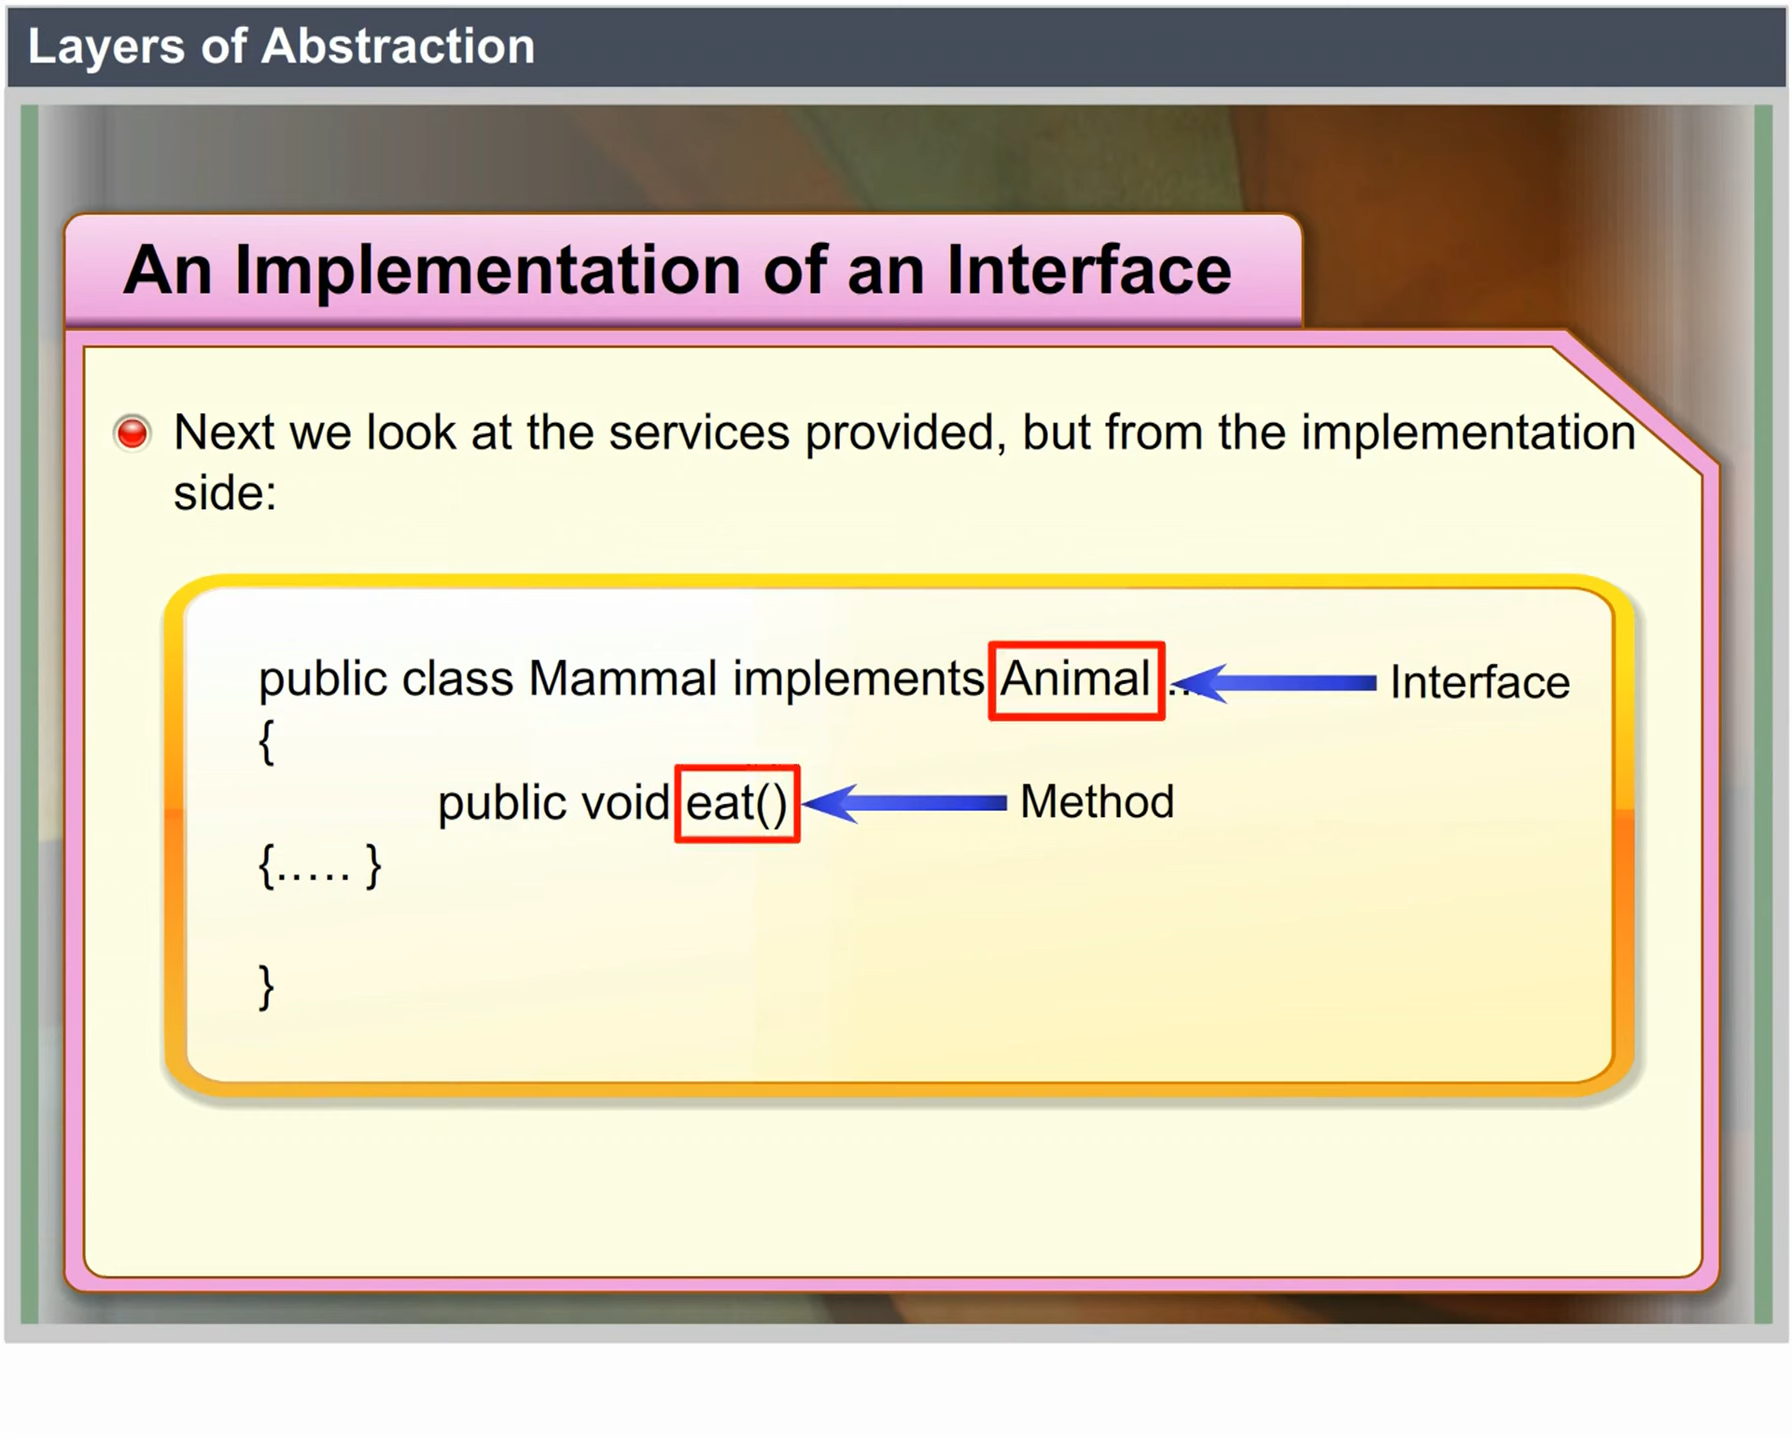 Layers of Abstraction
An Implementation of an Interface
Next we look at the services provided, but from the implementation
side:
public class Mammal implements Animal ... Interface
{
public void eat() Method
{..... }
}